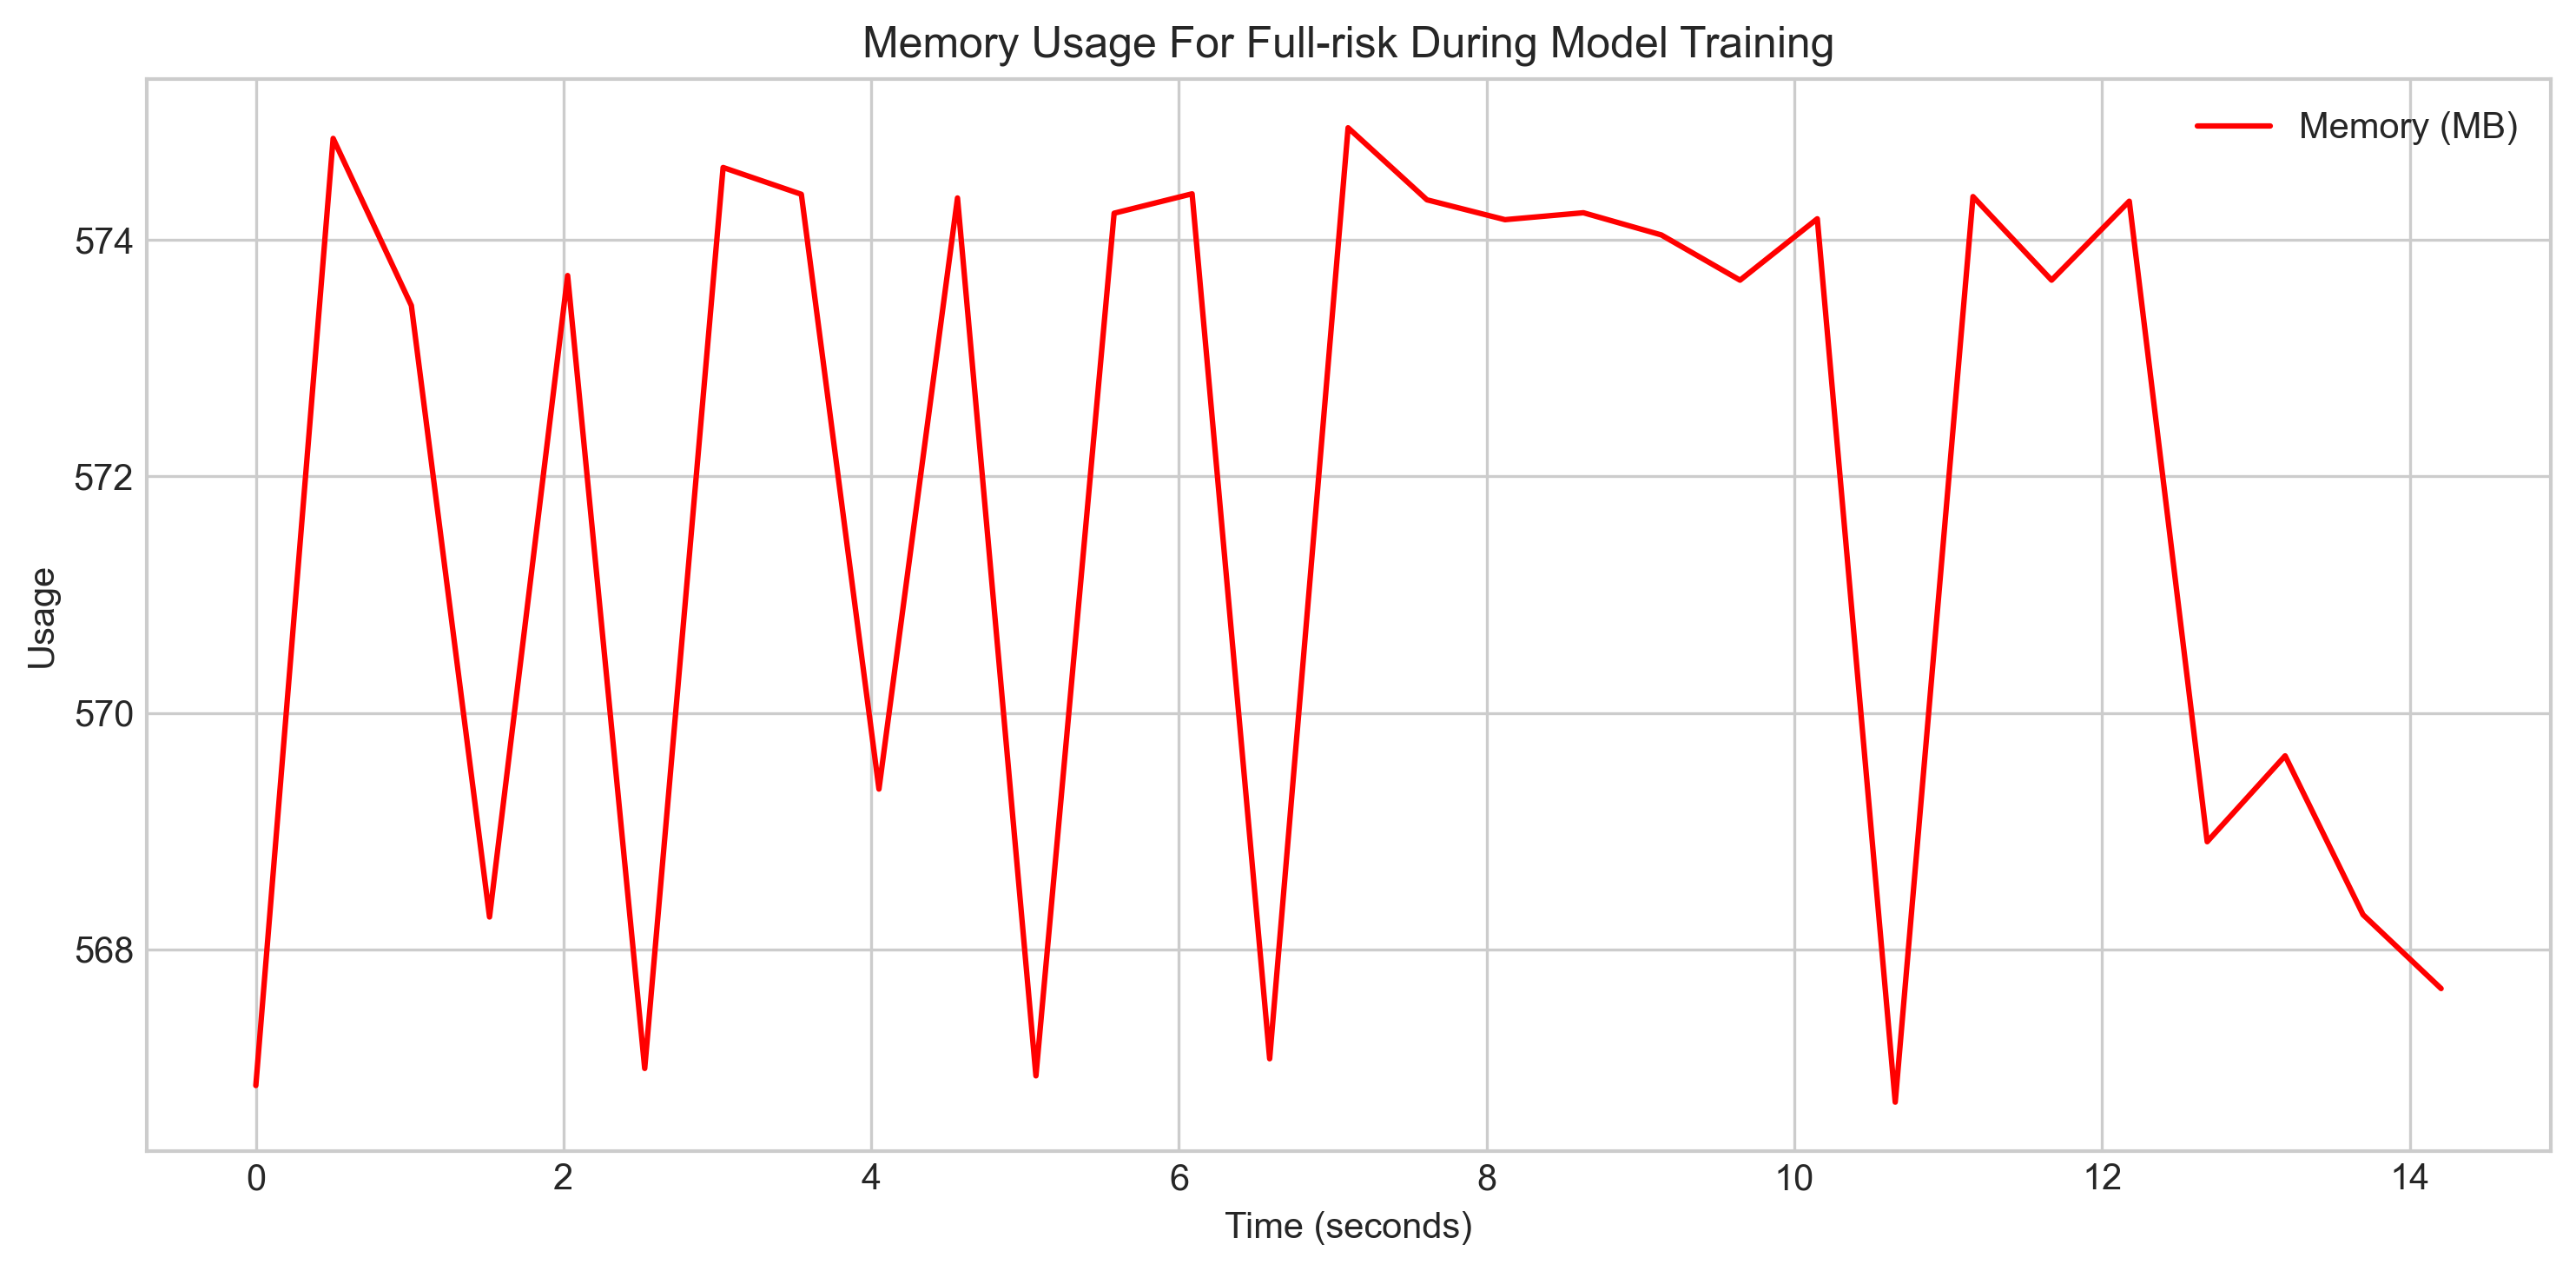 Memory Usage For Full-risk During Model Training
Memory (MB)
574
572
570
568
Usage
0 2 4 6 8 10 12 14
Time (seconds)